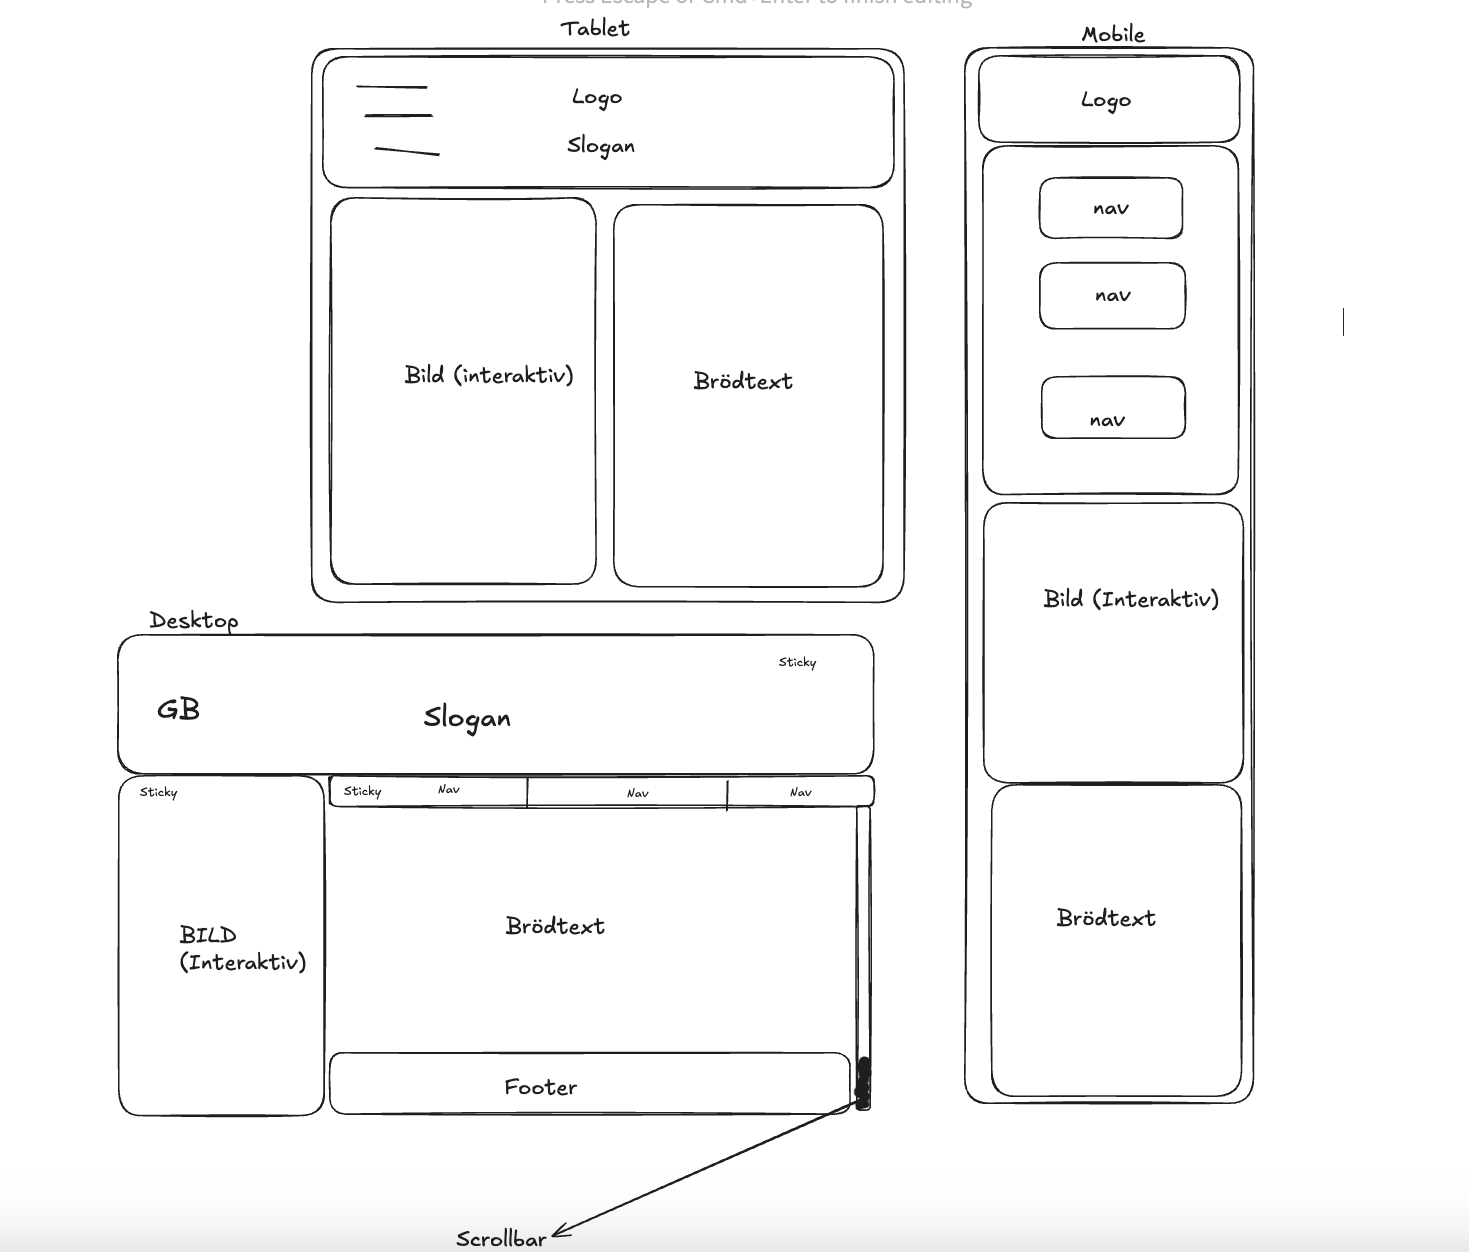 Press Escape or Cmd+Enter to finish editing
Tablet
Logo
Slogan
Bild (interaktiv)
Brödtext
Mobile
Logo
nav
nav
nav
Bild (Interaktiv)
Brödtext
Desktop
Sticky
GB
Slogan
Sticky
BILD
(Interaktiv)
Sticky
Nav
Nav
Nav
Brödtext
Footer
Scrollbar